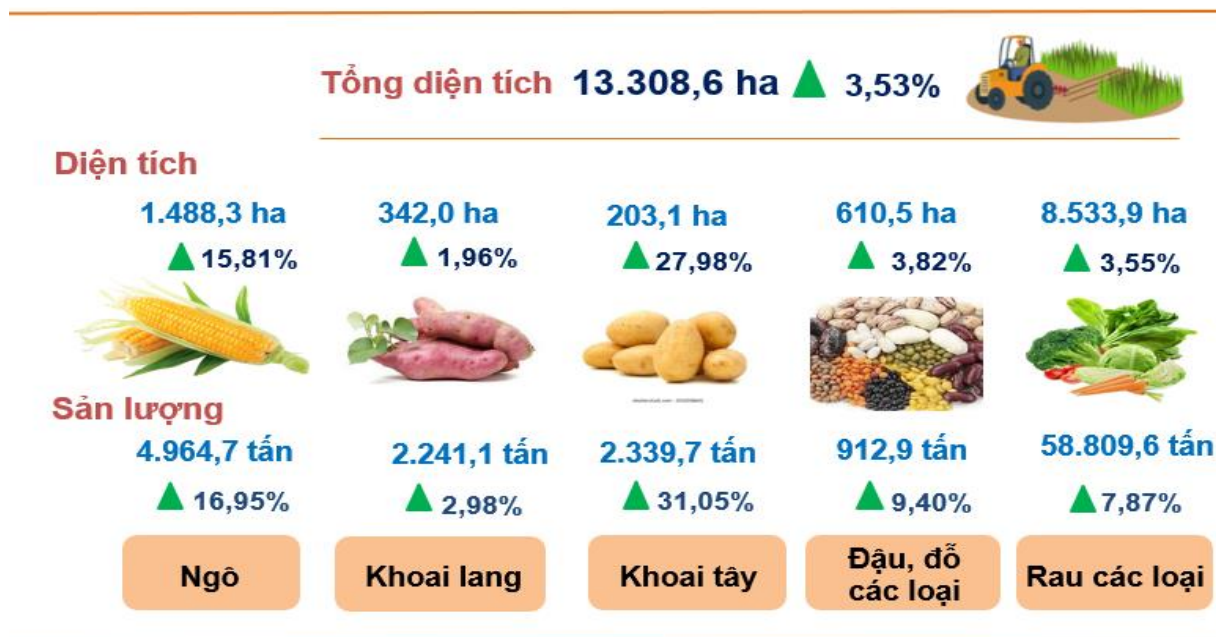 Tổng diện tích 13.308,6 ha 3,53%
Diện tích
1.488,3 ha 342,0 ha 203,1 ha 610,5 ha 8.533,9 ha
15,81% 1,96% 27,98% 3,82% 3,55%
Sản lượng
4.964,7 tấn 2.241,1 tấn 2.339,7 tấn 912,9 tấn 58.809,6 tấn
16,95% 2,98% 31,05% 9,40% 7,87%
Ngô Khoai lang Khoai tây Đậu, đỗ các loại Rau các loại